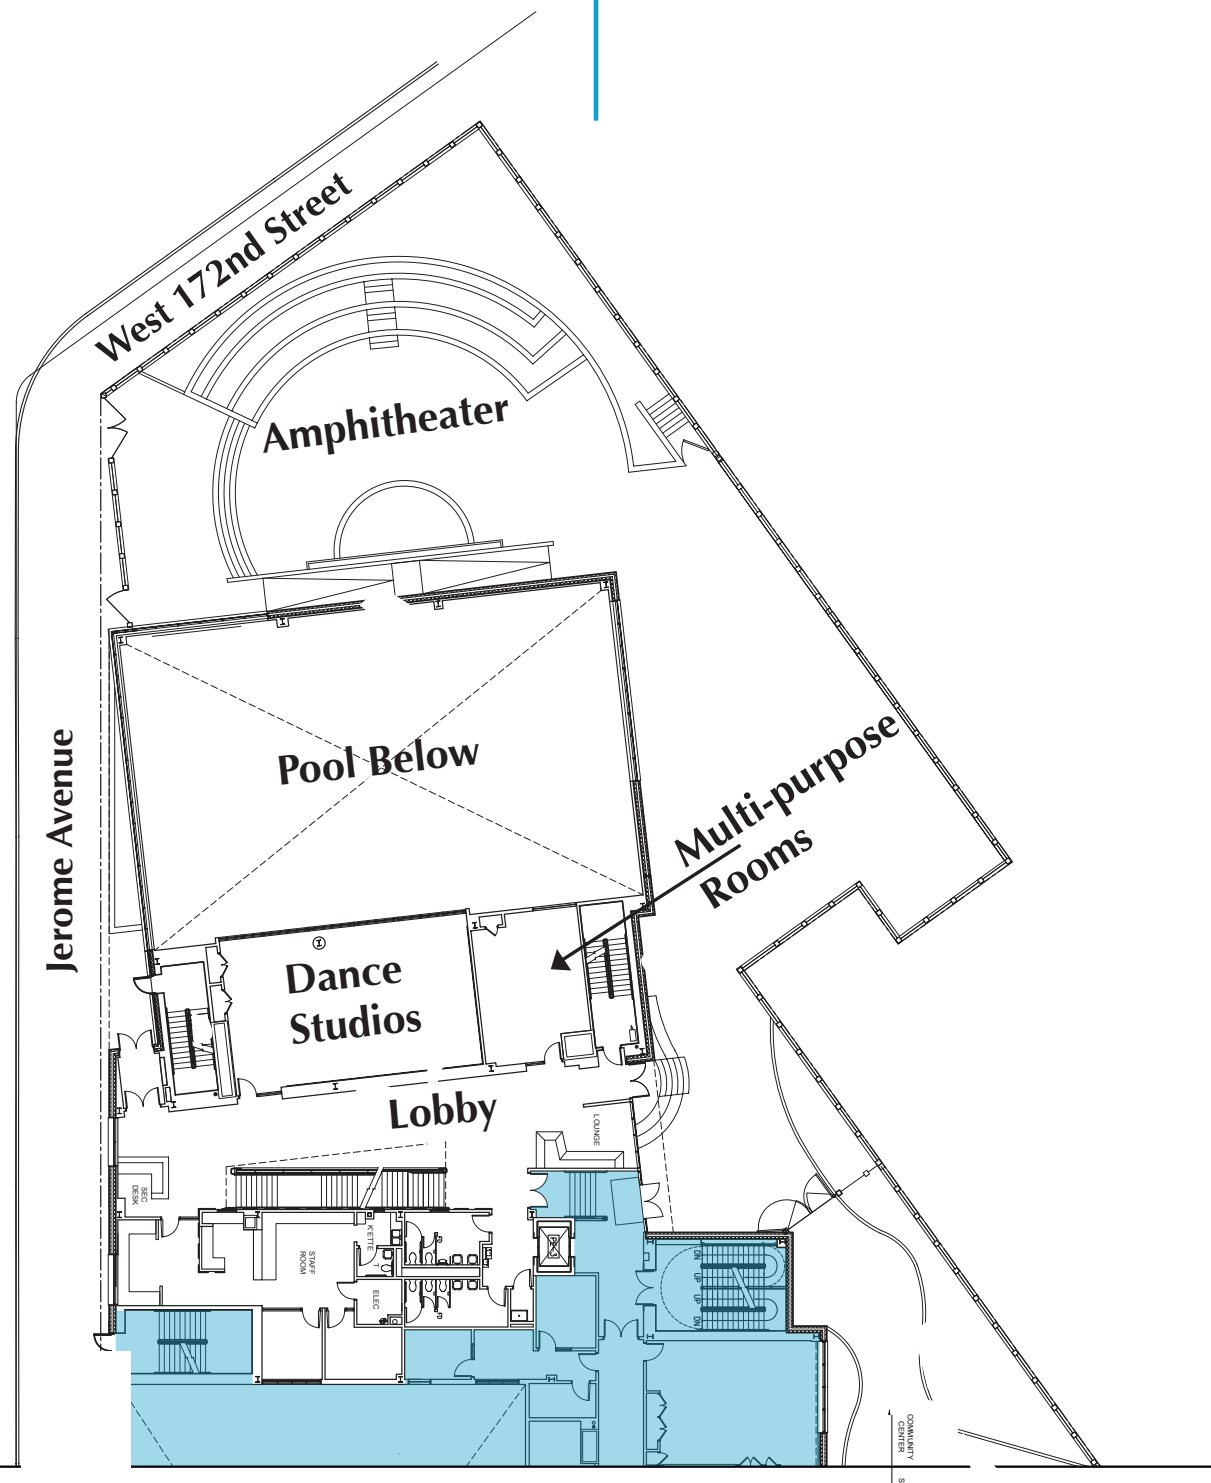 West 172nd Street
Amphitheater
Jerome Avenue
Pool Below
Multi-purpose
Rooms
Dance
Studios
Lobby
LOUNGE
SEC
DESK
STAFF
ROOM
K'ETTE
T
ELEC
DN
UP
UP
DN
COMMUNITY
CENTER
S